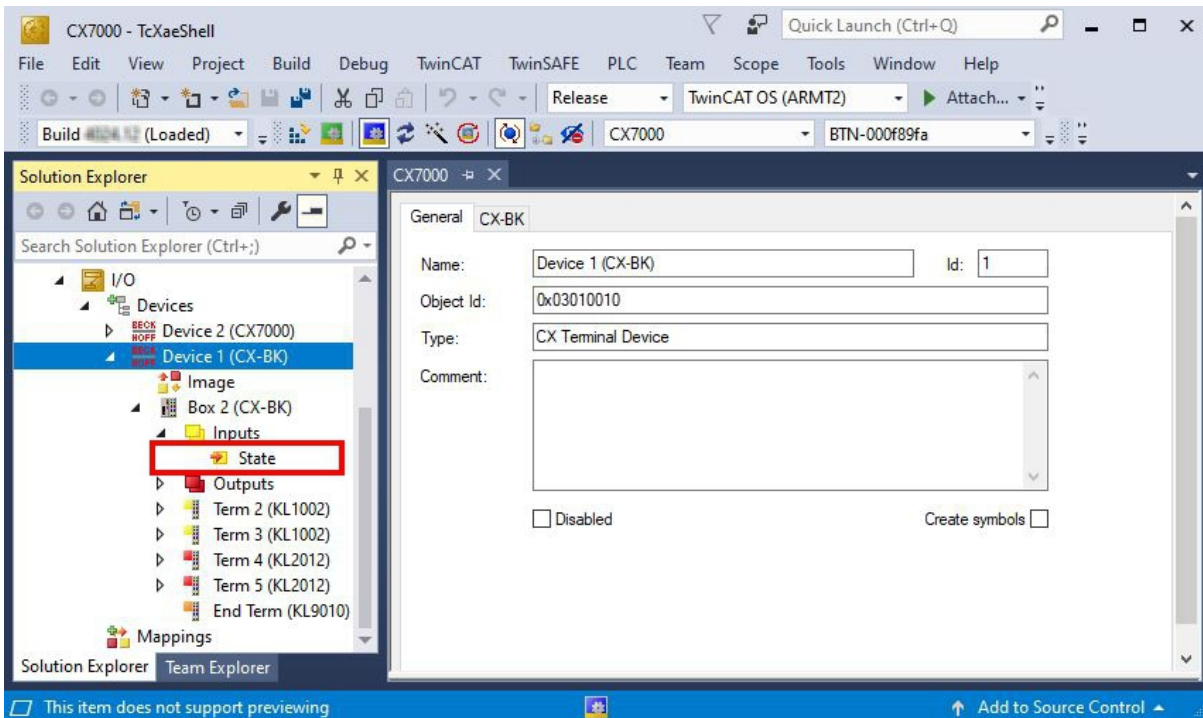 CX7000 - TcXaeShell
Quick Launch (Ctrl+Q)
File Edit View Project Build Debug TwinCAT TwinSAFE PLC Team Scope Tools Window Help
Release TwinCAT OS (ARMT2) Attach...
Build (Loaded) CX7000 BTN-000f89fa
Solution Explorer
Search Solution Explorer (Ctrl+;)
I/O
Devices
BECKHOFF Device 2 (CX7000)
BECKHOFF Device 1 (CX-BK)
Image
Box 2 (CX-BK)
Inputs
State
Outputs
Term 2 (KL1002)
Term 3 (KL1002)
Term 4 (KL2012)
Term 5 (KL2012)
End Term (KL9010)
Mappings
Solution Explorer Team Explorer
CX7000
General CX-BK
Name: Device 1 (CX-BK) Id: 1
Object Id: 0x03010010
Type: CX Terminal Device
Comment:
Disabled Create symbols
This item does not support previewing Add to Source Control